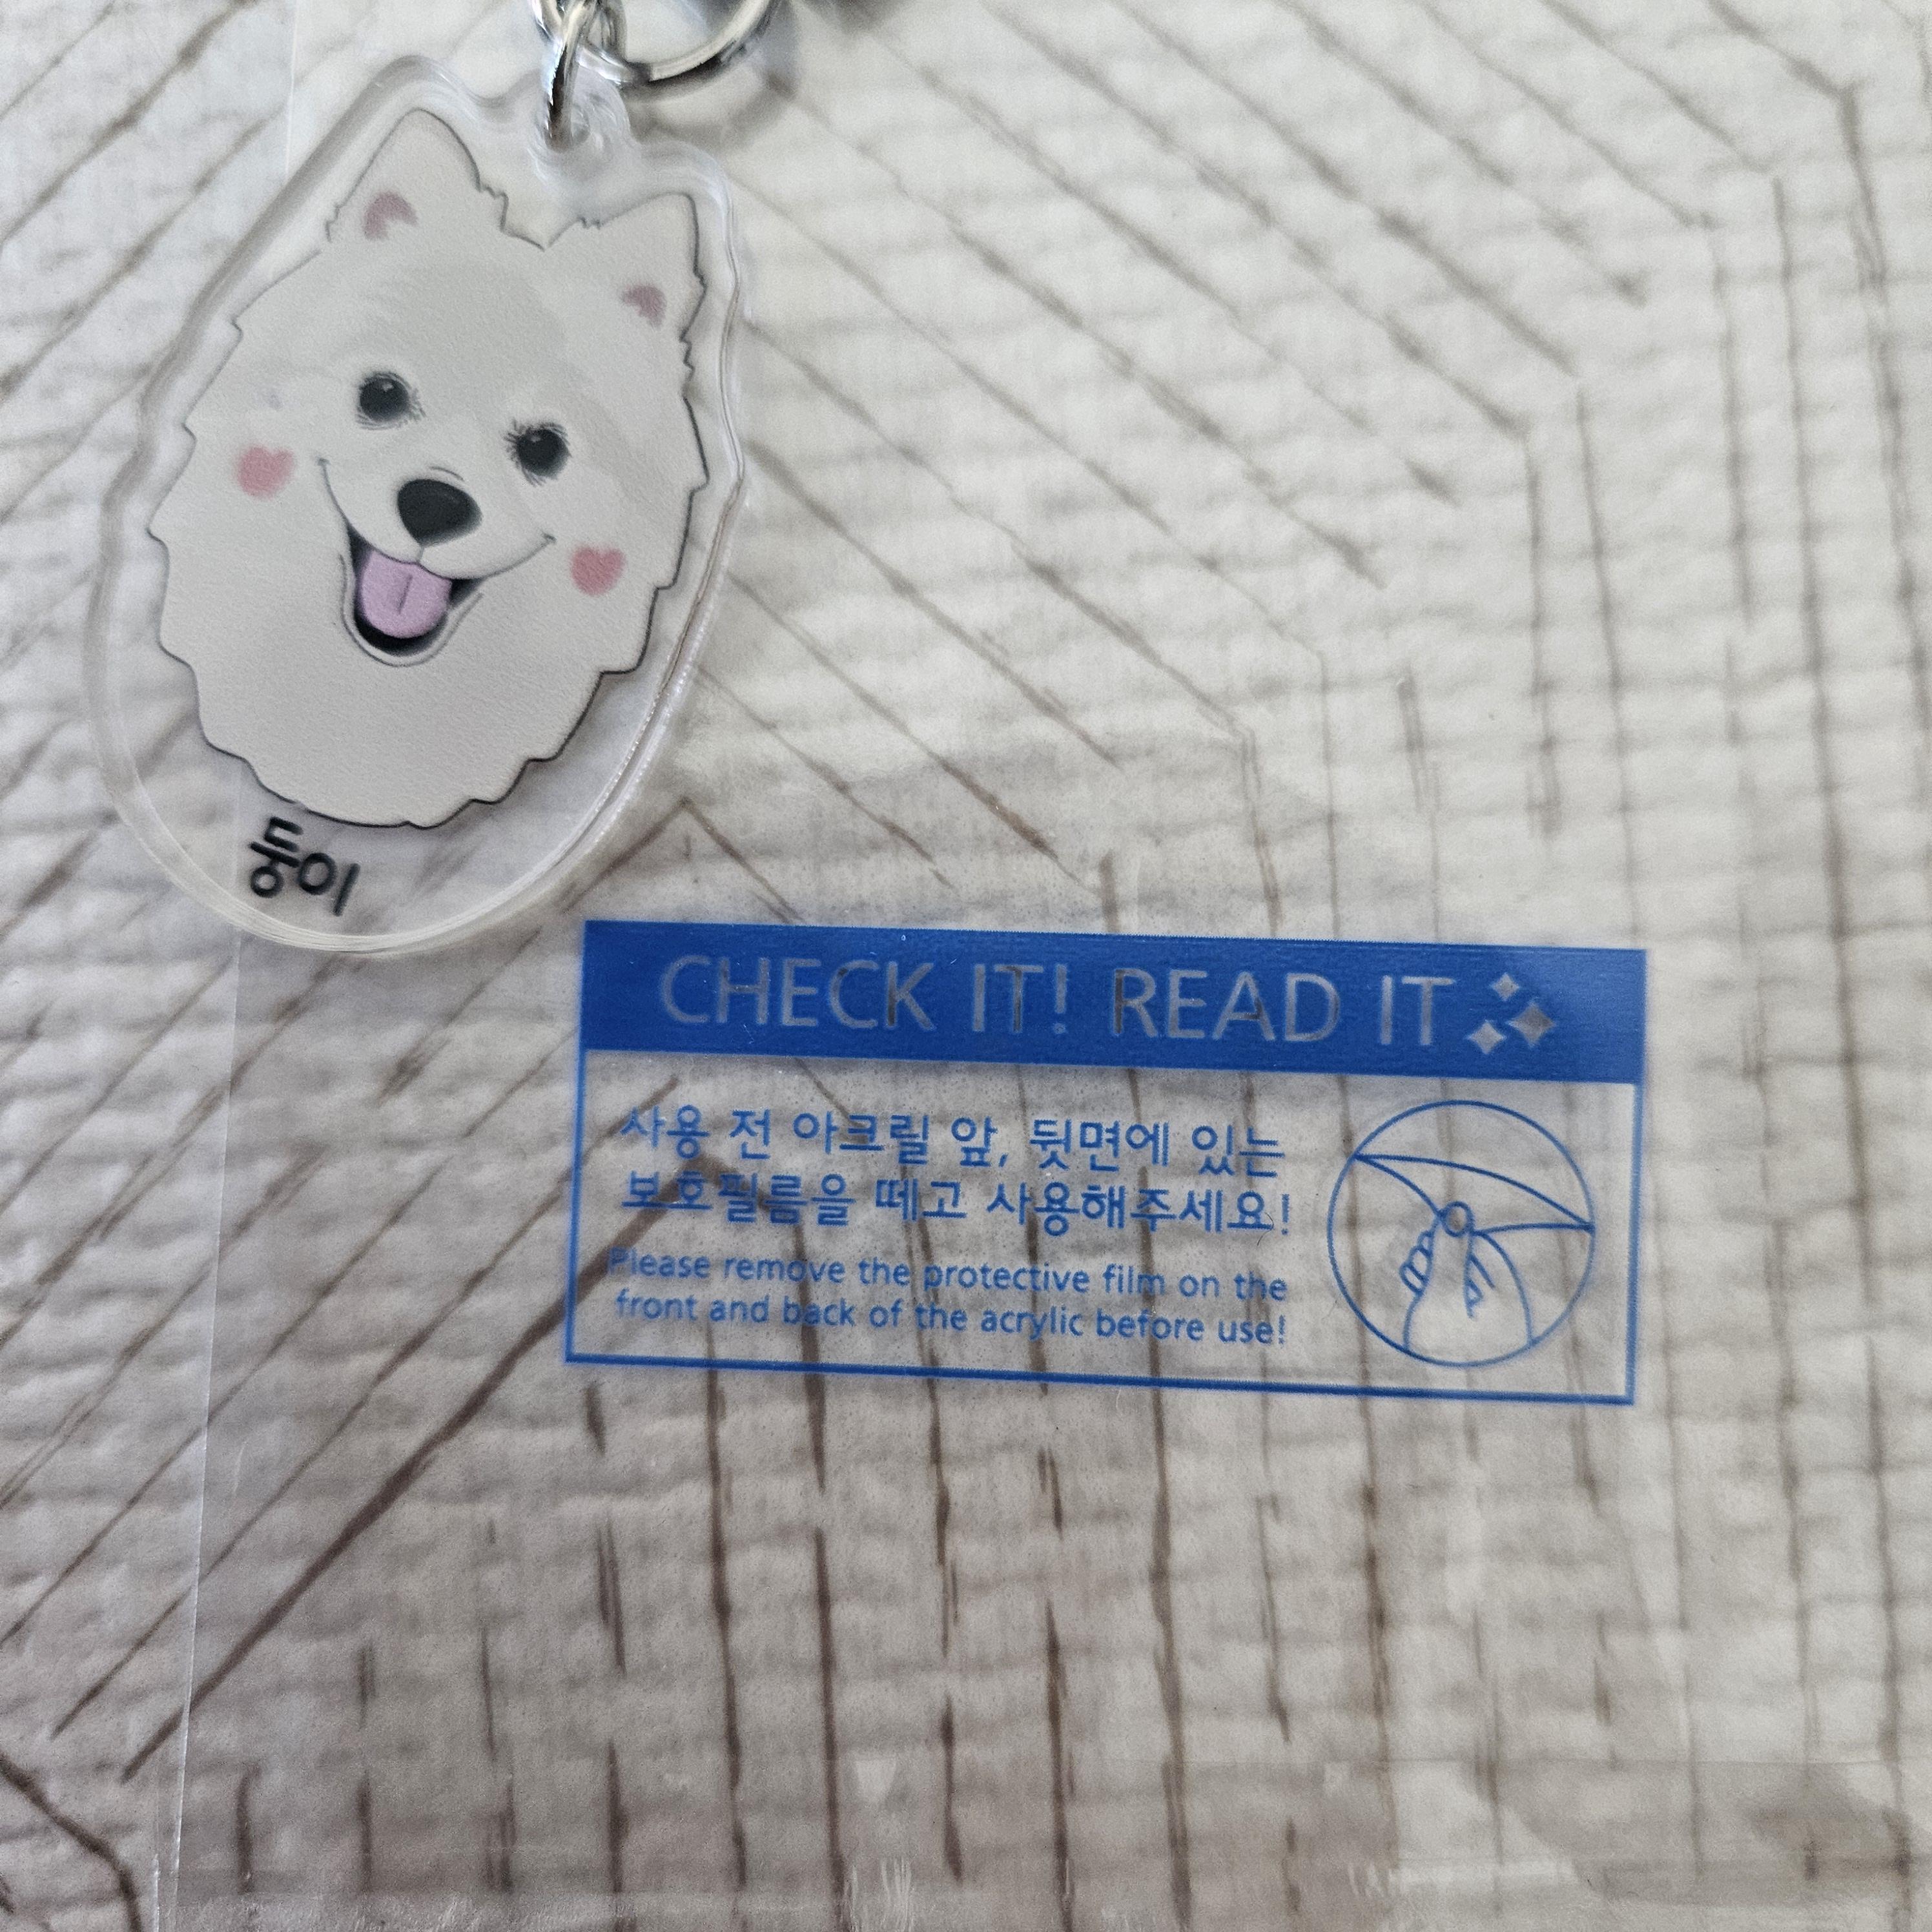 둥이
CHECK IT! READ IT
사용 전 아크릴 앞, 뒷면에 있는
보호필름을 떼고 사용해주세요!
Please remove the protective film on the
front and back of the acrylic before use!